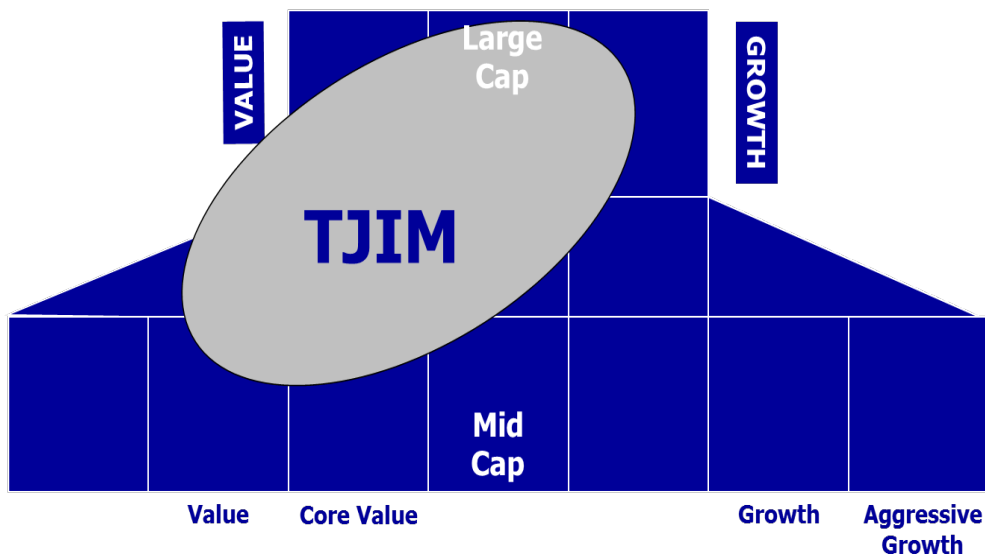 Large
Cap
VALUE
GROWTH
TJIM
Mid
Cap
Value
Core Value
Growth
Aggressive
Growth